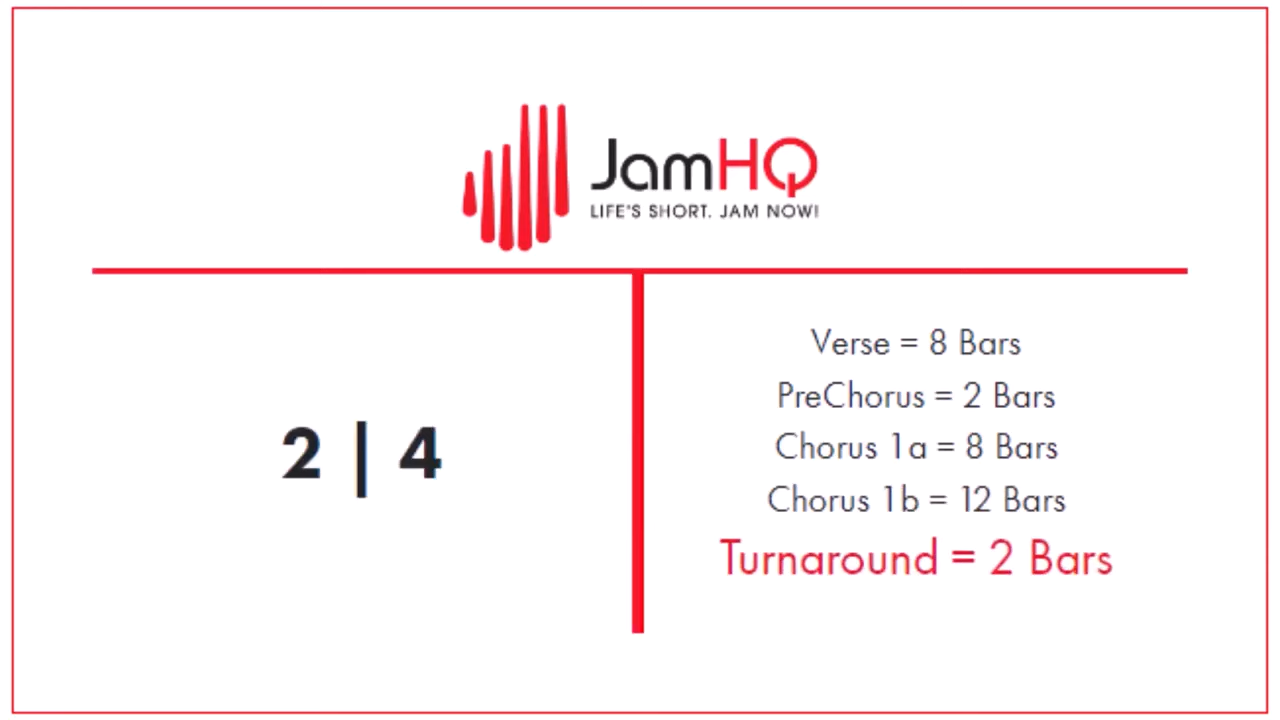 JamHQ
LIFE'S SHORT. JAM NOW!
2 | 4
Verse = 8 Bars
PreChorus = 2 Bars
Chorus 1a = 8 Bars
Chorus 1b = 12 Bars
Turnaround = 2 Bars